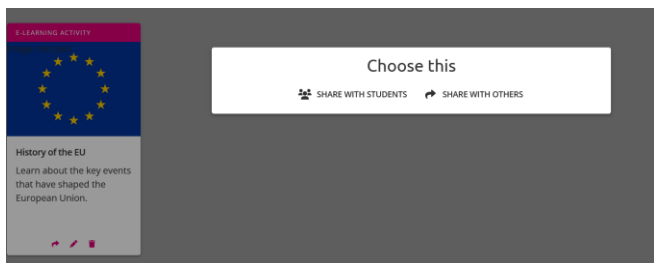 E-LEARNING ACTIVITY
History of the EU
Learn about the key events
that have shaped the
European Union.
Choose this
SHARE WITH STUDENTS SHARE WITH OTHERS